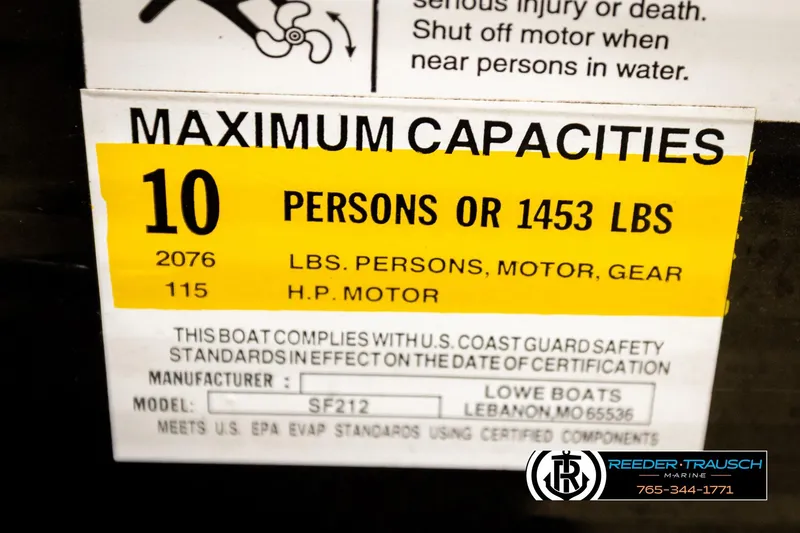 serious injury or death.
Shut off motor when
near persons in water.
MAXIMUM CAPACITIES
10 PERSONS OR 1453 LBS
2076 LBS. PERSONS, MOTOR, GEAR
115 H.P. MOTOR
THIS BOAT COMPLIES WITH U.S. COAST GUARD SAFETY
STANDARDS IN EFFECT ON THE DATE OF CERTIFICATION
MANUFACTURER : LOWE BOATS
MODEL: SF212 LEBANON,MO 65536
MEETS U.S. EPA EVAP STANDARDS USING CERTIFIED COMPONENTS
RT
REEDER·TRAUSCH
MARINE
765-344-1771